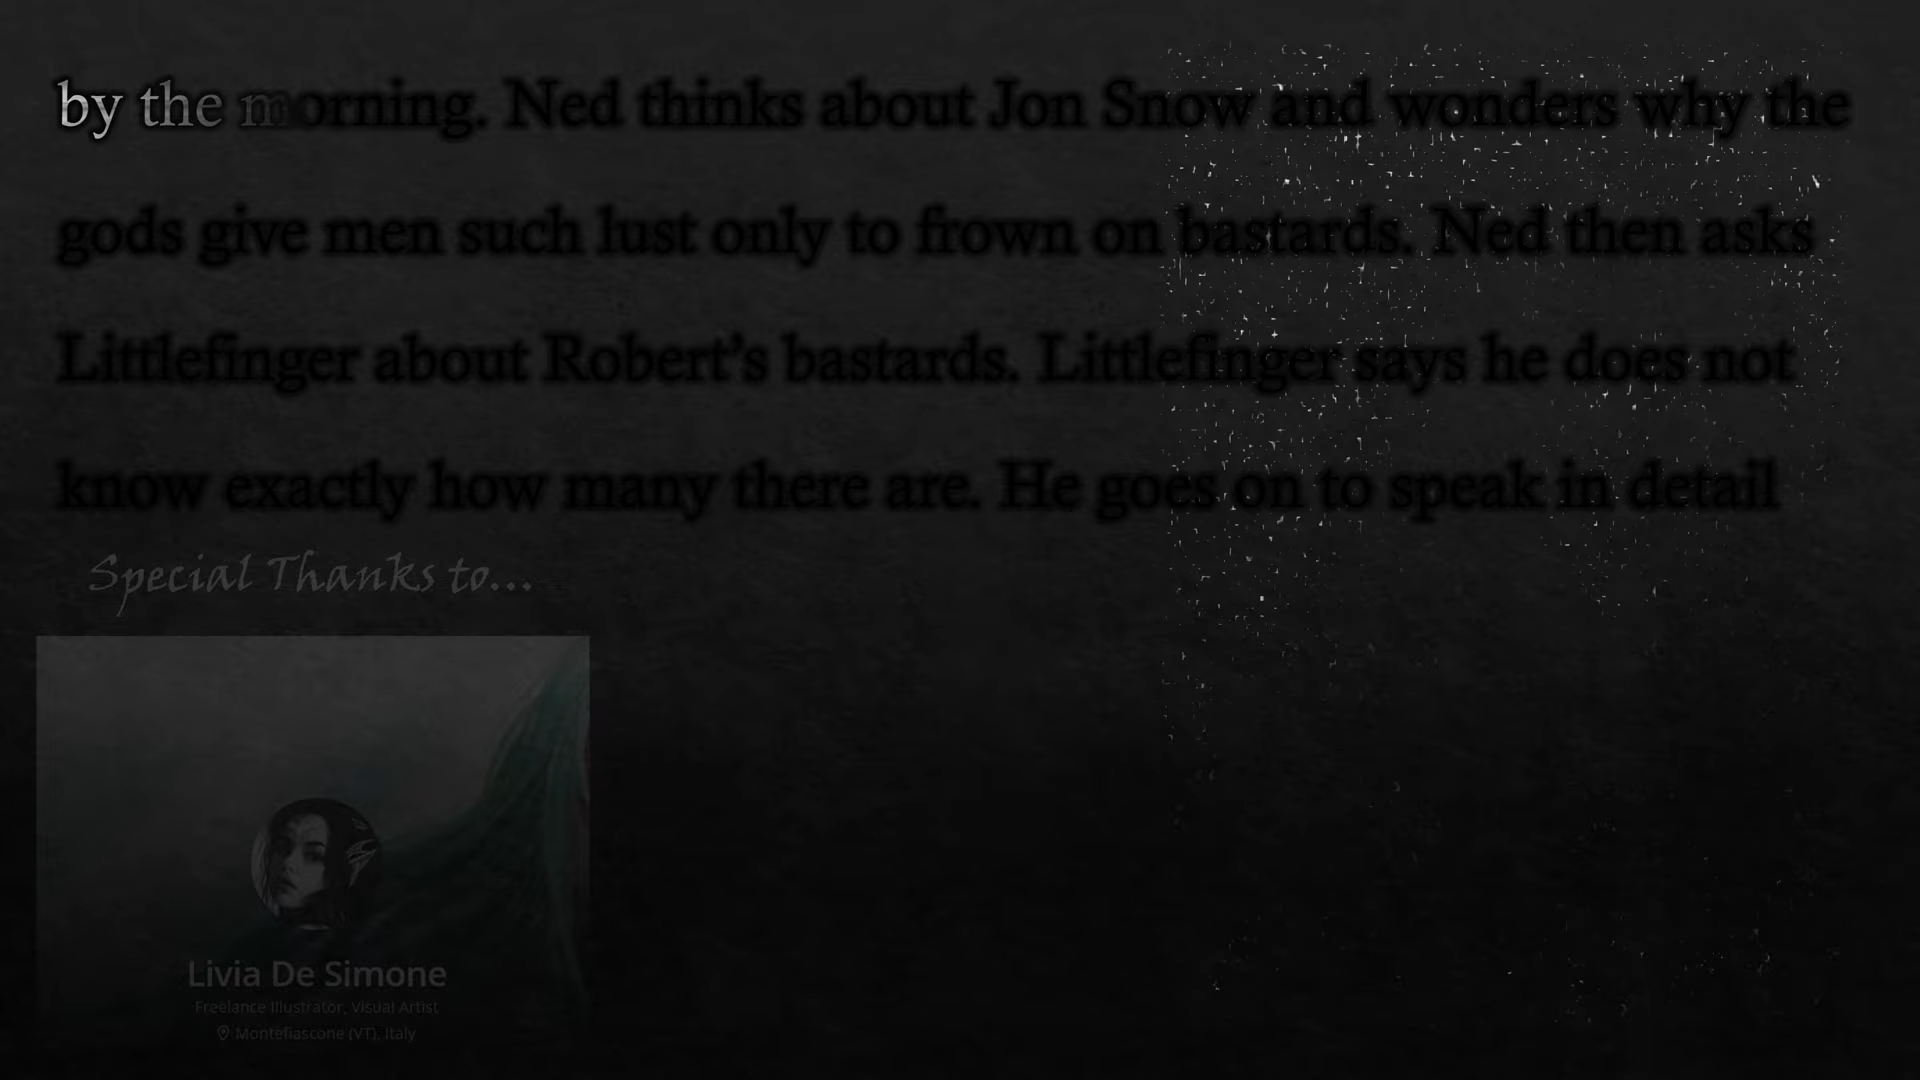 by the morning. Ned thinks about Jon Snow and wonders why the
gods give men such lust only to frown on bastards. Ned then asks
Littlefinger about Robert’s bastards. Littlefinger says he does not
know exactly how many there are. He goes on to speak in detail
Special Thanks to...
Livia De Simone
Freelance Illustrator, Visual Artist
Montefiascone (VT), Italy